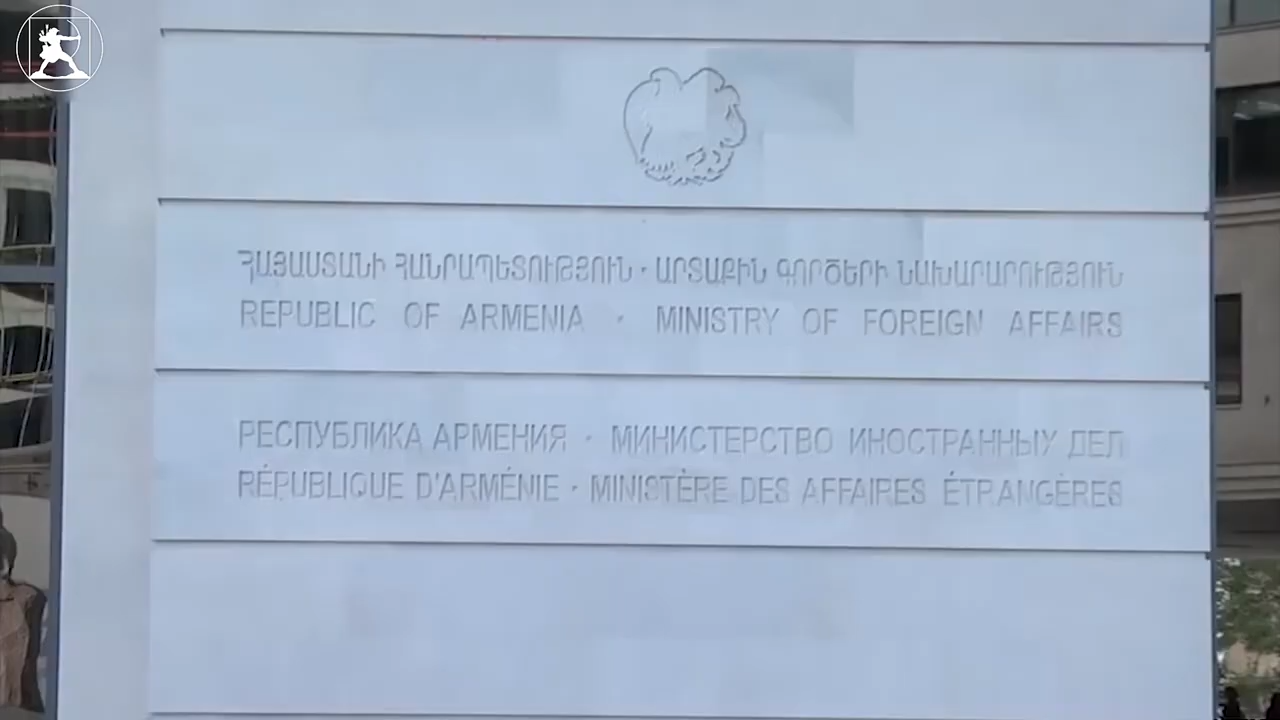 ՀԱՅԱՍՏԱՆԻ ՀԱՆՐԱՊԵՏՈՒԹՅՈՒՆ · ԱՐՏԱՔԻՆ ԳՈՐԾԵՐԻ ՆԱԽԱՐԱՐՈՒԹՅՈՒՆ
REPUBLIC OF ARMENIA · MINISTRY OF FOREIGN AFFAIRS
РЕСПУБЛИКА АРМЕНИЯ · МИНИСТЕРСТВО ИНОСТРАННЫХ ДЕЛ
RÉPUBLIQUE D'ARMÉNIE · MINISTÈRE DES AFFAIRES ÉTRANGÈRES